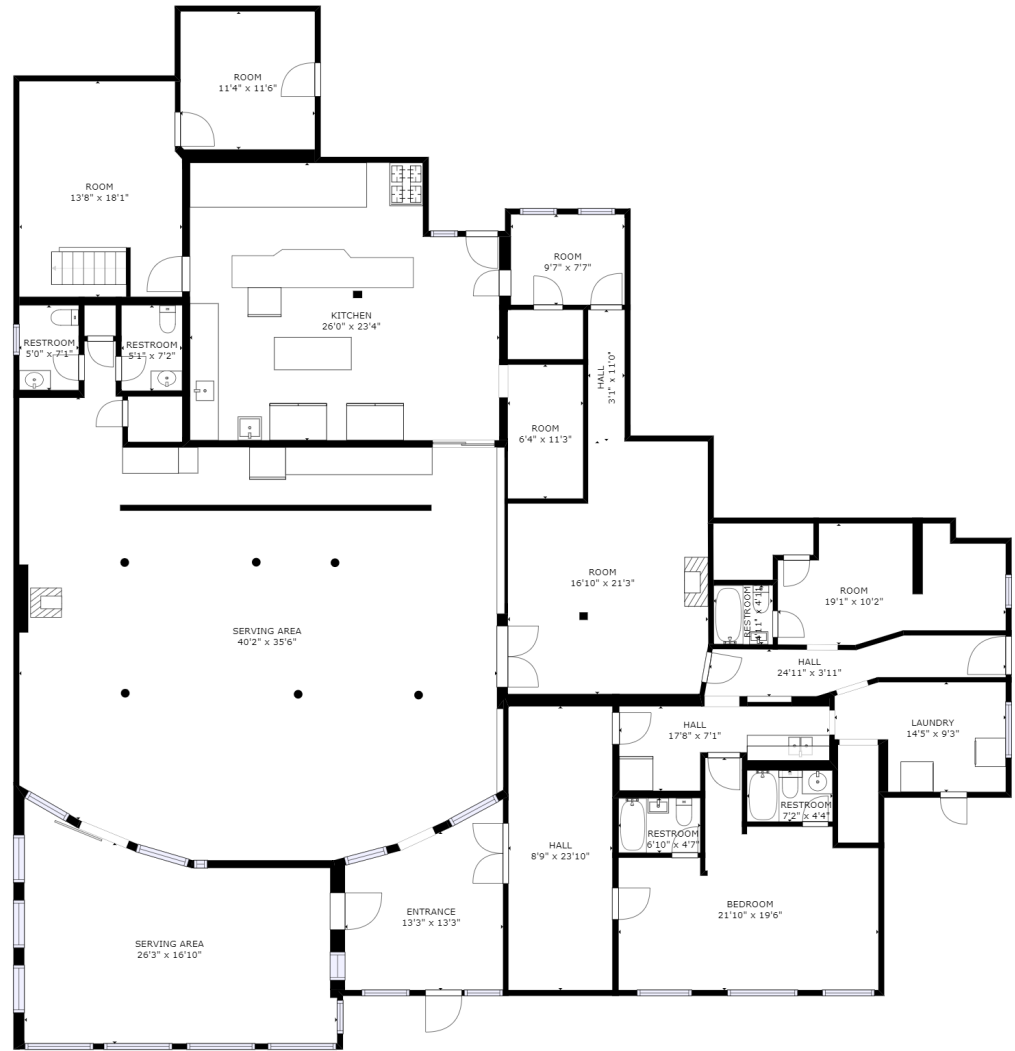 ROOM
11'4" x 11'6"
ROOM
13'8" x 18'1"
ROOM
9'7" x 7'7"
KITCHEN
26'0" x 23'4"
RESTROOM
5'0" x 7'1"
RESTROOM
5'1" x 7'2"
HALL
3'1" x 11'0"
ROOM
6'4" x 11'3"
ROOM
16'10" x 21'3"
RESTROOM
4'11" x 4'11"
ROOM
19'1" x 10'2"
SERVING AREA
40'2" x 35'6"
HALL
24'11" x 3'11"
HALL
17'8" x 7'1"
LAUNDRY
14'5" x 9'3"
RESTROOM
7'2" x 4'4"
RESTROOM
6'10" x 4'7"
HALL
8'9" x 23'10"
ENTRANCE
13'3" x 13'3"
BEDROOM
21'10" x 19'6"
SERVING AREA
26'3" x 16'10"